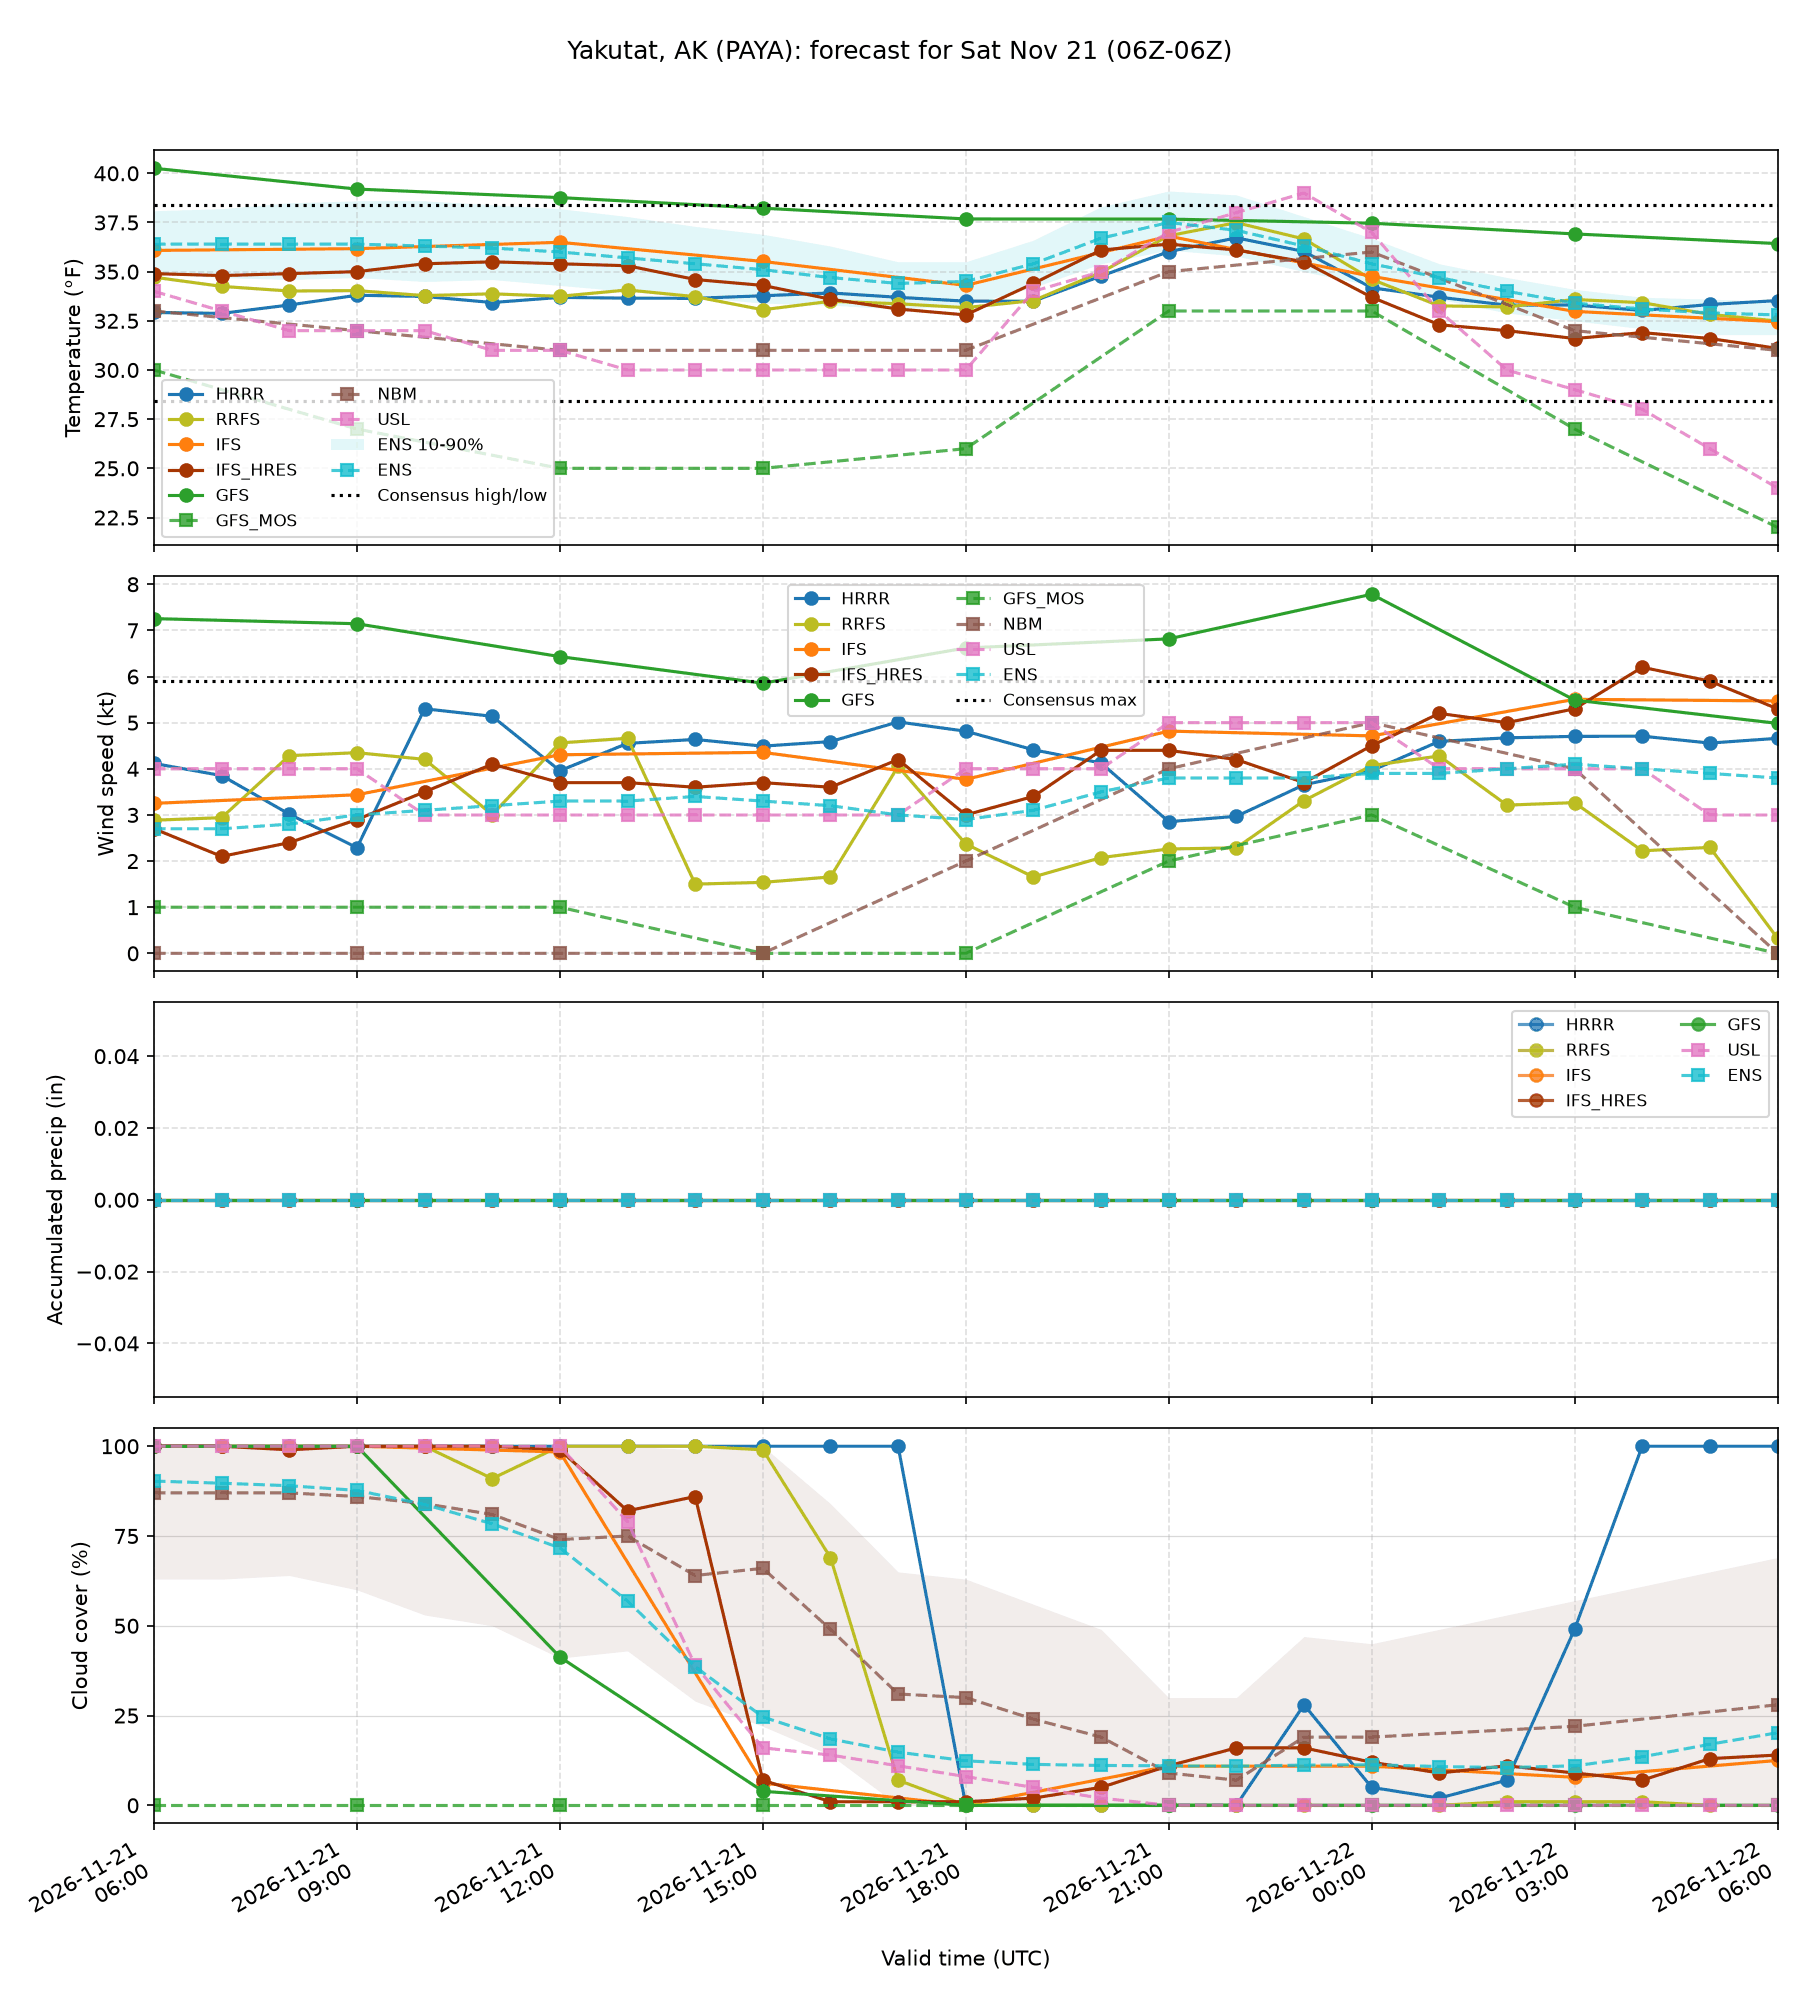 Yakutat, AK (PAYA): forecast for Sat Nov 21 (06Z-06Z)
Temperature (°F)
40.0
37.5
35.0
32.5
30.0
27.5
25.0
22.5
HRRR
RRFS
IFS
IFS_HRES
GFS
GFS_MOS
NBM
USL
ENS 10-90%
ENS
Consensus high/low
Wind speed (kt)
8
7
6
5
4
3
2
1
0
HRRR
RRFS
IFS
IFS_HRES
GFS
GFS_MOS
NBM
USL
ENS
Consensus max
Accumulated precip (in)
0.04
0.02
0.00
−0.02
−0.04
HRRR
RRFS
IFS
IFS_HRES
GFS
USL
ENS
Cloud cover (%)
100
75
50
25
0
2026-11-21
06:00
2026-11-21
09:00
2026-11-21
12:00
2026-11-21
15:00
2026-11-21
18:00
2026-11-21
21:00
2026-11-22
00:00
2026-11-22
03:00
2026-11-22
06:00
Valid time (UTC)